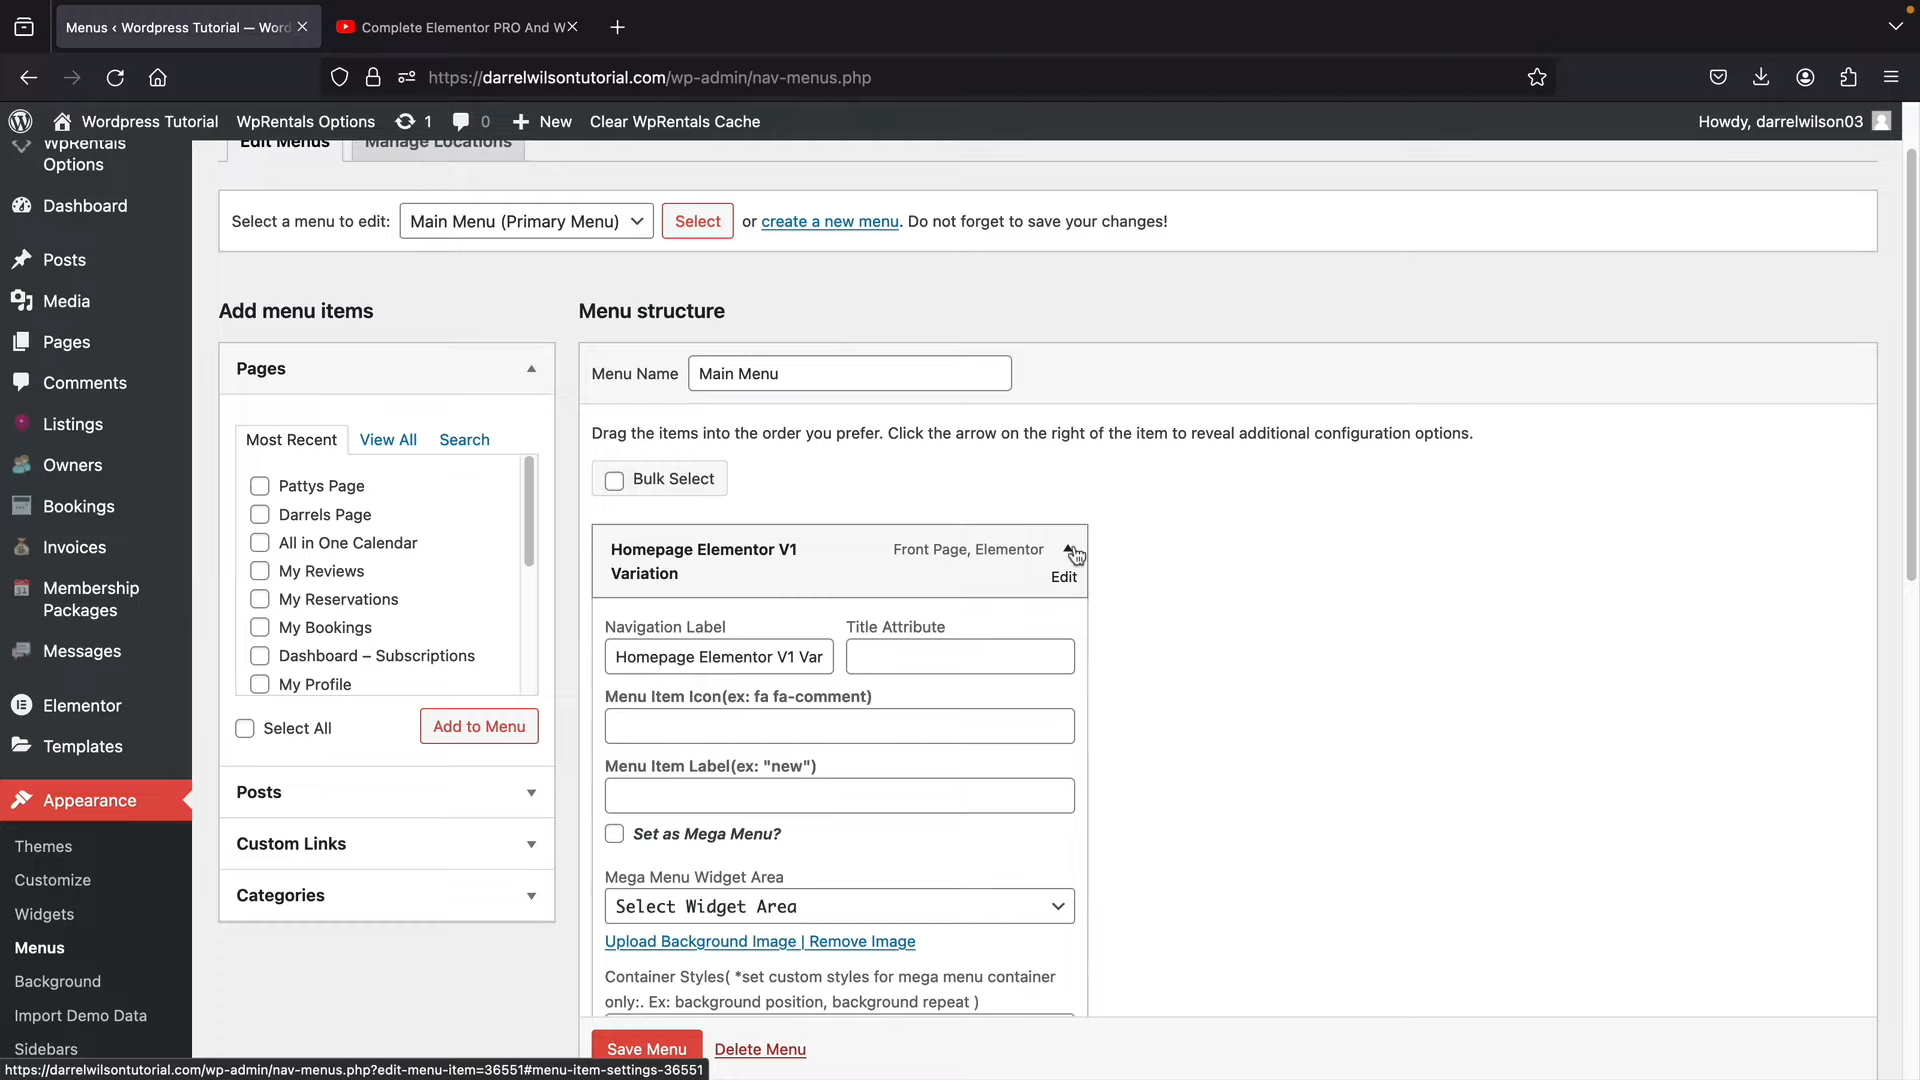 Menus ‹ Wordpress Tutorial — Word
Complete Elementor PRO And W
https://darrelwilsontutorial.com/wp-admin/nav-menus.php
Wordpress Tutorial
WpRentals Options
1
0
New
Clear WpRentals Cache
Howdy, darrelwilson03
WpRentals
Options
Dashboard
Posts
Media
Pages
Comments
Listings
Owners
Bookings
Invoices
Membership
Packages
Messages
Elementor
Templates
Appearance
Themes
Customize
Widgets
Menus
Background
Import Demo Data
Sidebars
Edit Menus
Manage Locations
Select a menu to edit: Main Menu (Primary Menu) Select or create a new menu. Do not forget to save your changes!
Add menu items
Pages
Most Recent View All Search
Pattys Page
Darrels Page
All in One Calendar
My Reviews
My Reservations
My Bookings
Dashboard – Subscriptions
My Profile
Select All
Add to Menu
Posts
Custom Links
Categories
Menu structure
Menu Name Main Menu
Drag the items into the order you prefer. Click the arrow on the right of the item to reveal additional configuration options.
Bulk Select
Homepage Elementor V1
Variation
Front Page, Elementor
Edit
Navigation Label
Title Attribute
Homepage Elementor V1 Var
Menu Item Icon(ex: fa fa-comment)
Menu Item Label(ex: "new")
Set as Mega Menu?
Mega Menu Widget Area
Select Widget Area
Upload Background Image | Remove Image
Container Styles( *set custom styles for mega menu container
only:. Ex: background position, background repeat )
Save Menu
Delete Menu
https://darrelwilsontutorial.com/wp-admin/nav-menus.php?edit-menu-item=36551#menu-item-settings-36551